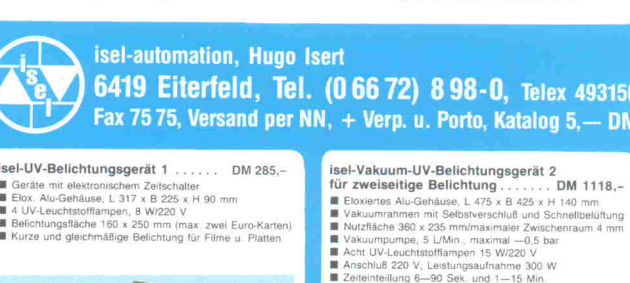 isel
isel-automation, Hugo Isert
6419 Eiterfeld, Tel. (0 66 72) 8 98-0, Telex 493150
Fax 75 75, Versand per NN, + Verp. u. Porto, Katalog 5,— DM
isel-UV-Belichtungsgerät 1 ...... DM 285,–
■ Geräte mit elektronischem Zeitschalter
■ Elox. Alu-Gehäuse, L 317 x B 225 x H 90 mm
■ 4 UV-Leuchtstofflampen, 8 W/220 V
■ Belichtungsfläche 160 x 250 mm (max. zwei Euro-Karten)
■ Kurze und gleichmäßige Belichtung für Filme u. Platten
isel-Vakuum-UV-Belichtungsgerät 2
für zweiseitige Belichtung ....... DM 1118,–
■ Eloxiertes Alu-Gehäuse, L 475 x B 425 x H 140 mm
■ Vakuumrahmen mit Selbstverschluß und Schnellbelüftung
■ Nutzfläche 360 x 235 mm/maximaler Zwischenraum 4 mm
■ Vakuumpumpe, 5 L/Min., maximal —0,5 bar
■ Acht UV-Leuchtstofflampen 15 W/220 V
■ Anschluß 220 V, Leistungsaufnahme 300 W
■ Zeiteinteilung 6—90 Sek. und 1—15 Min.